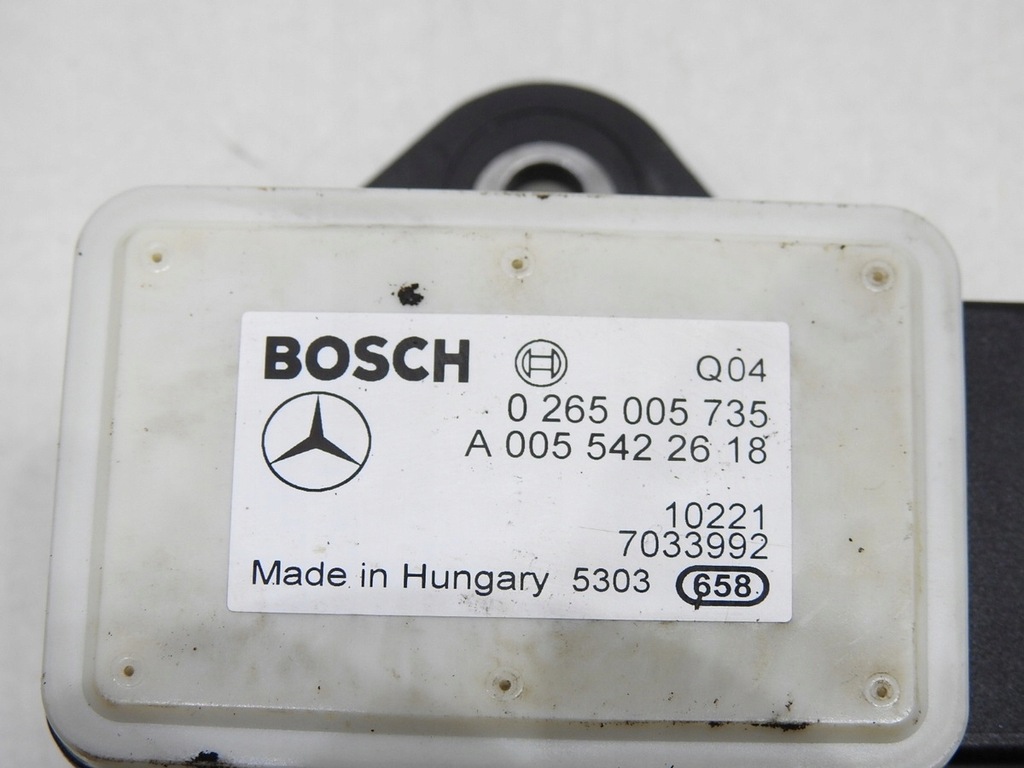 BOSCH Q04
0 265 005 735
A 005 542 26 18
10221
7033992
Made in Hungary 5303 658